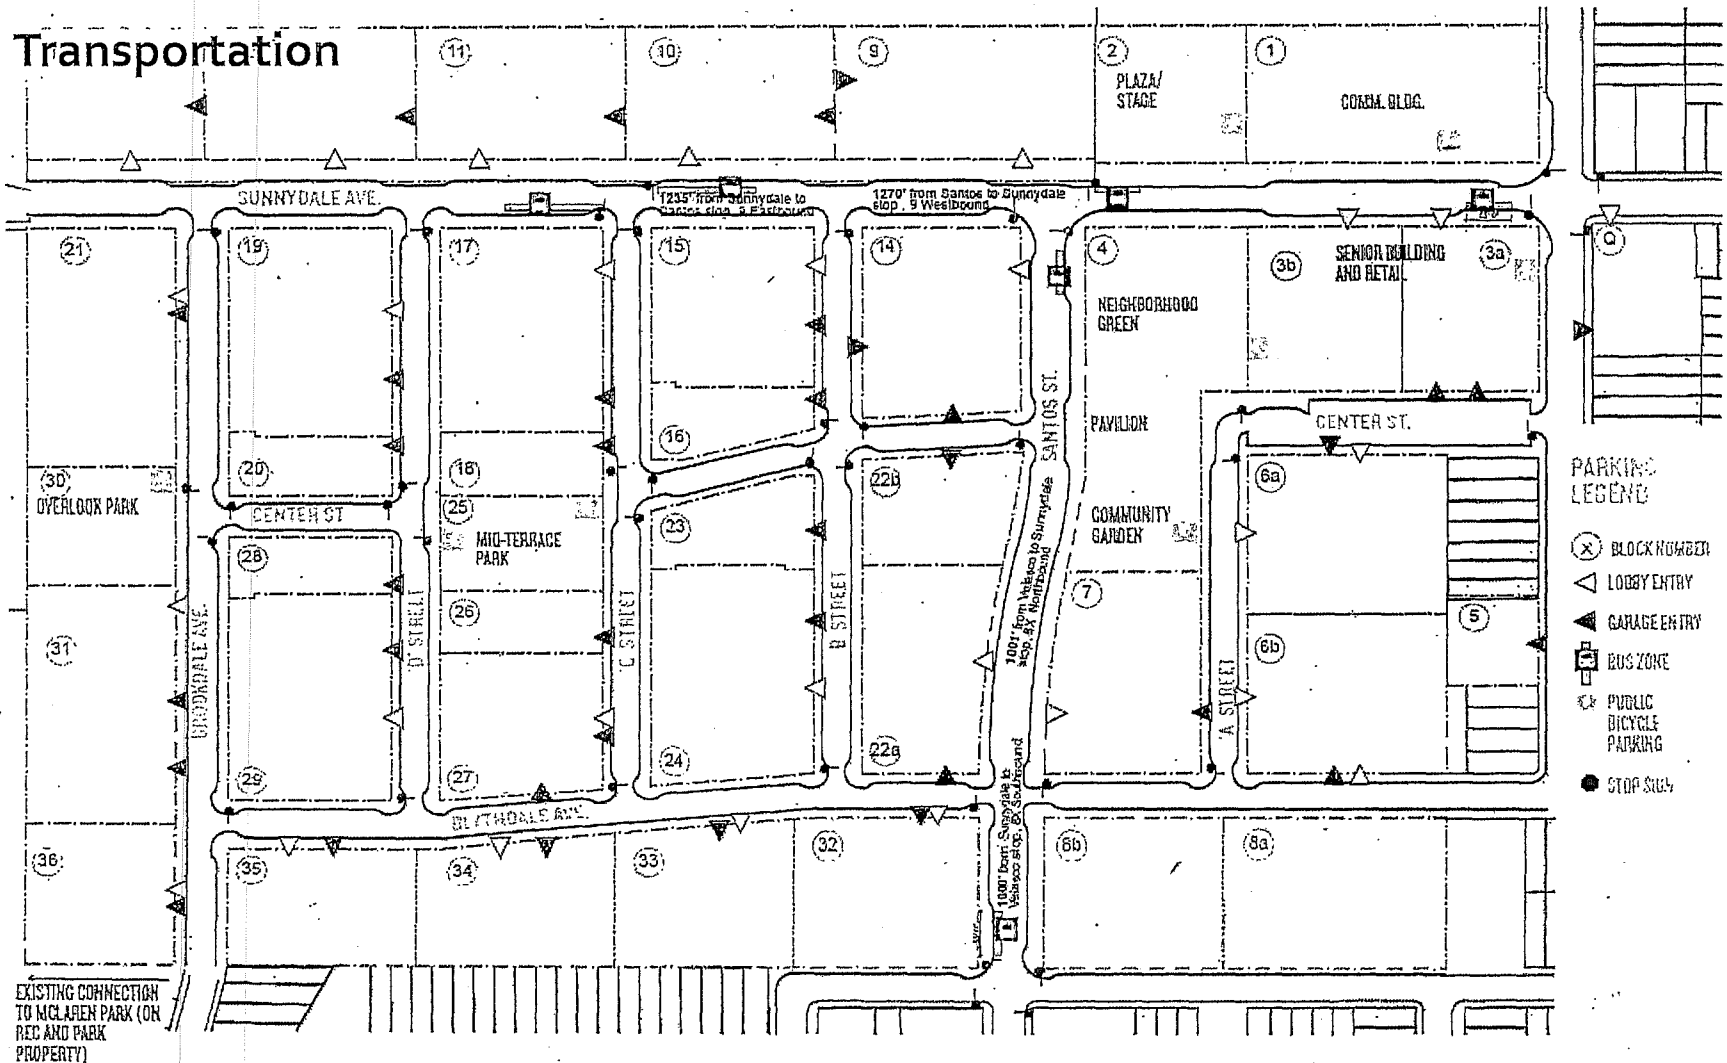 Transportation
11
10
9
2
1
PLAZA/
STAGE
COMM. BLDG.
SUNNYDALE AVE.
1235' from Sunnydale to
Santos stop, 9 Eastbound
1270' from Santos to Sunnydale
stop, 9 Westbound
21
19
17
15
14
4
3b
SENIOR BUILDING
AND RETAIL
3a
Q
NEIGHBORHOOD
GREEN
SANTOS ST.
PAVILION
CENTER ST.
16
30
OVERLOOK PARK
20
18
22b
6a
PARKING
LEGEND
CENTER ST
25
MID-TERRACE
PARK
23
COMMUNITY
GARDEN
X BLOCK NUMBER
28
LOBBY ENTRY
7
1001' from Velasco to Sunnydale
stop, 8X Northbound
BROOKDALE AVE.
'D' STREET
26
'C' STREET
B STREET
5
GARAGE ENTRY
31
6b
BUS ZONE
'A' STREET
PUBLIC
BICYCLE
PARKING
29
27
24
22a
STOP SIGN
BLYTHDALE AVE.
1000' from Sunnydale to
Velasco stop, 8X Southbound
36
35
34
33
32
8b
8a
EXISTING CONNECTION
TO MCLAREN PARK (ON
REC AND PARK
PROPERTY)